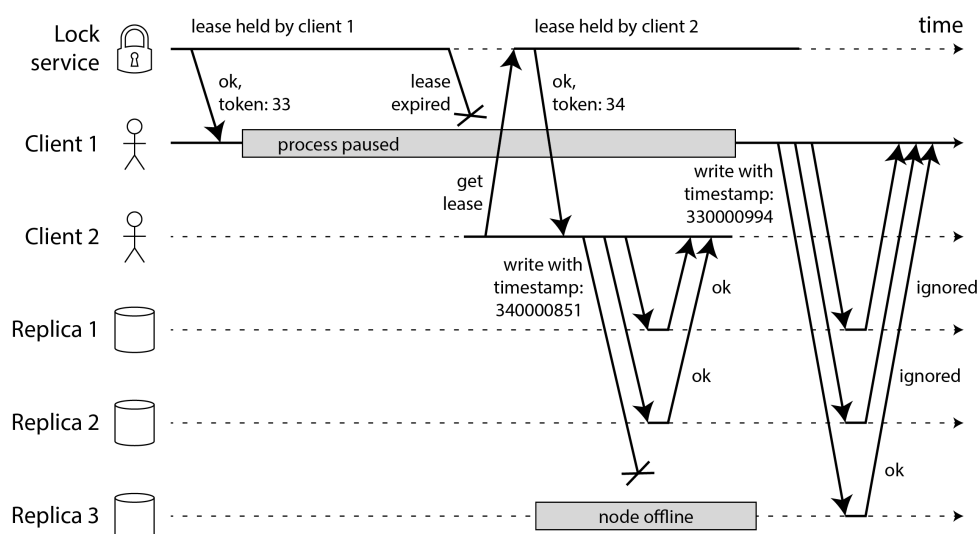 lease held by client 1
lease held by client 2
time
Lock
service
ok,
token: 33
lease
expired
ok,
token: 34
Client 1
process paused
get
lease
write with
timestamp:
330000994
Client 2
write with
timestamp:
340000851
ok
ignored
Replica 1
ok
ignored
Replica 2
ok
Replica 3
node offline